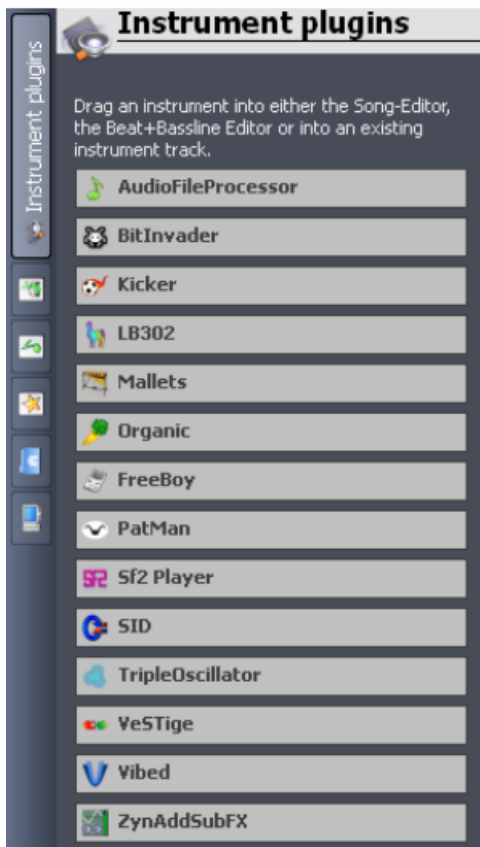 Instrument plugins
Instrument plugins
Drag an instrument into either the Song-Editor,
the Beat+Bassline Editor or into an existing
instrument track.
AudioFileProcessor
BitInvader
Kicker
LB302
Mallets
Organic
FreeBoy
PatMan
SF2
Sf2 Player
SID
TripleOscillator
VeSTige
Vibed
ZynAddSubFX